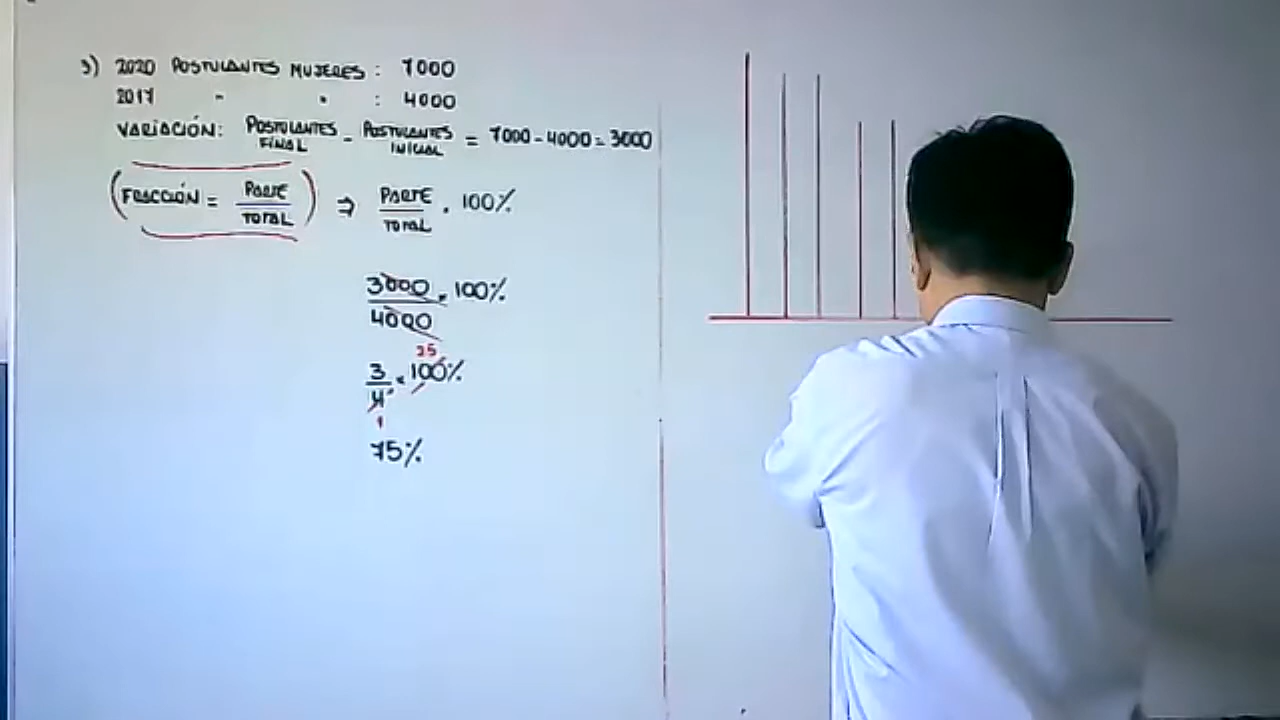 3) 2020 POSTULANTES MUJERES : 7000
2017 " " : 4000
VARIACIÓN: POSTULANTES FINAL - POSTULANTES INICIAL = 7000 - 4000 = 3000
(FRACCIÓN = PARTE / TOTAL) ⇒ PARTE / TOTAL . 100%
3000 / 4000 . 100%
25
3 / 4 . 100%
1
75%